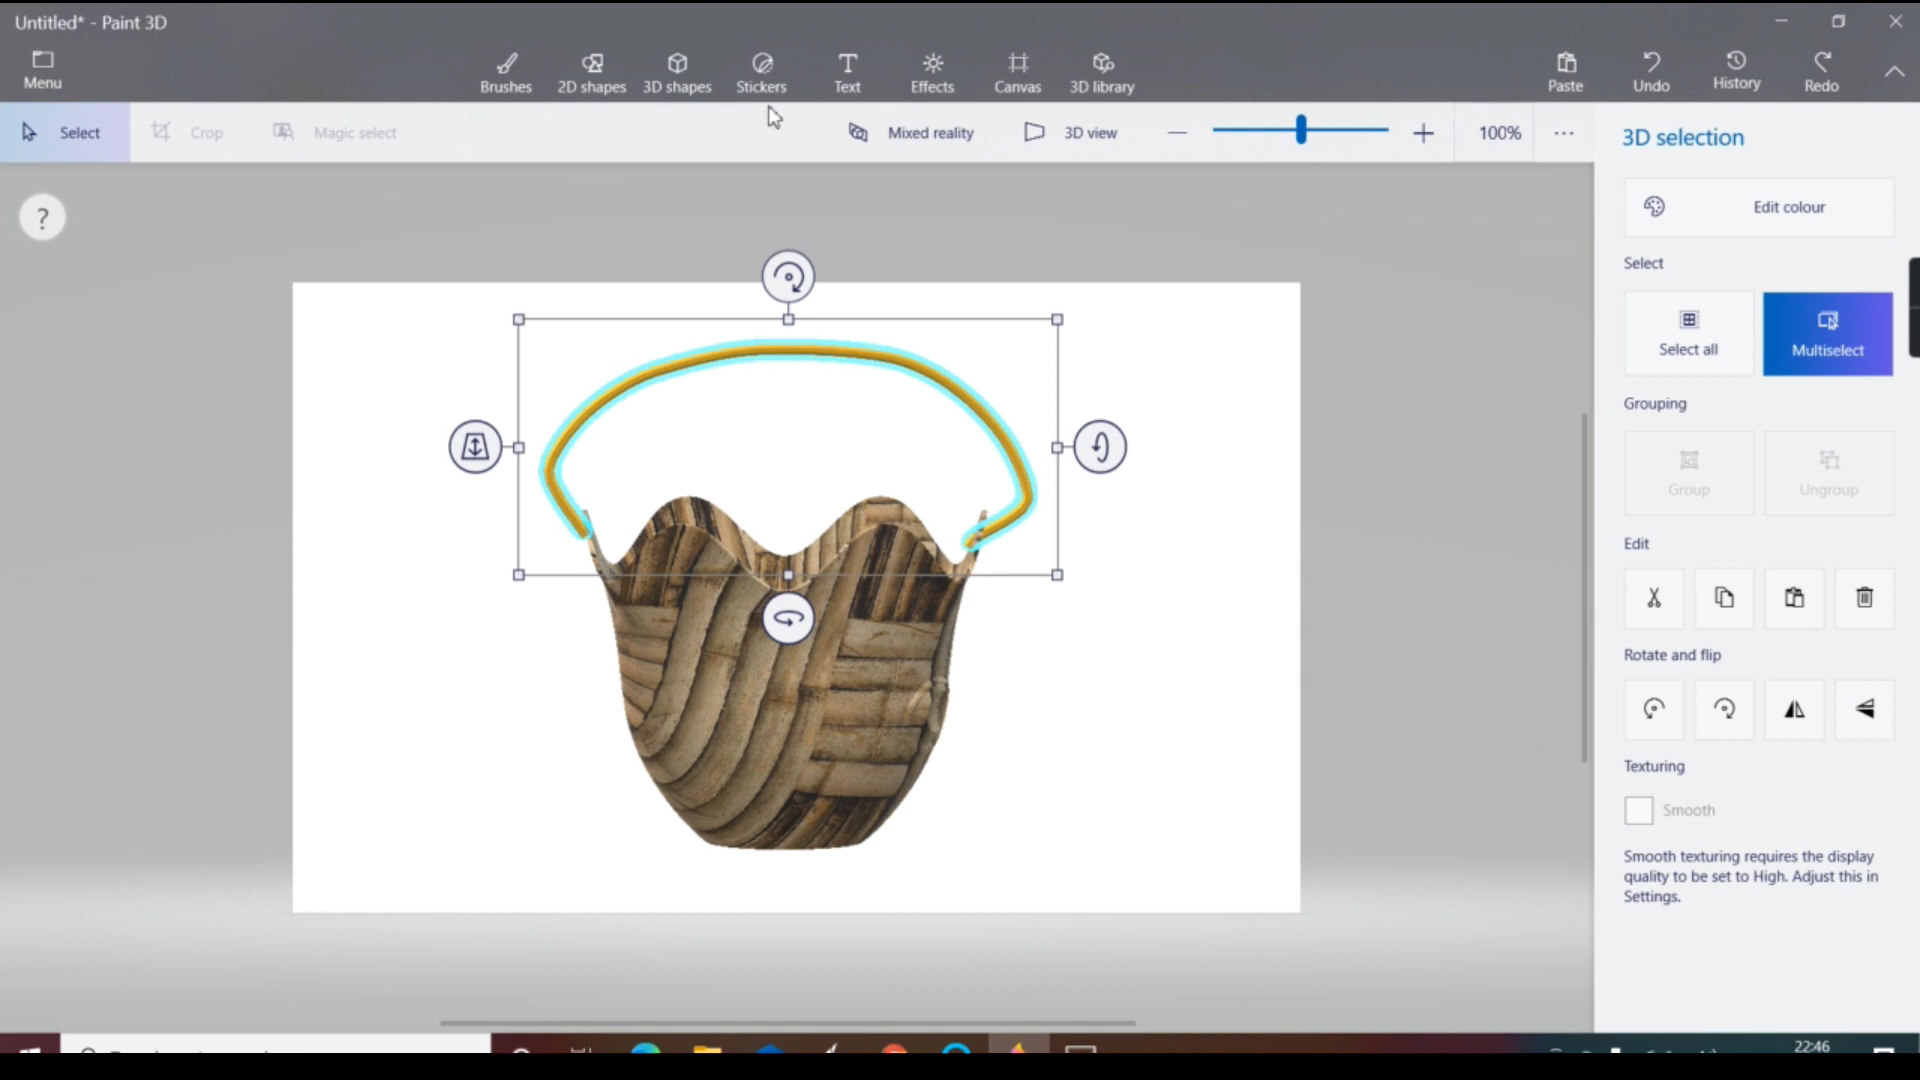 Untitled* - Paint 3D
Menu
Brushes
2D shapes
3D shapes
Stickers
Text
Effects
Canvas
3D library
Paste
Undo
History
Redo
Select
Crop
Magic select
Mixed reality
3D view
100%
?
3D selection
Edit colour
Select
Select all
Multiselect
Grouping
Group
Ungroup
Edit
Rotate and flip
Texturing
Smooth
Smooth texturing requires the display
quality to be set to High. Adjust this in
Settings.
22:46